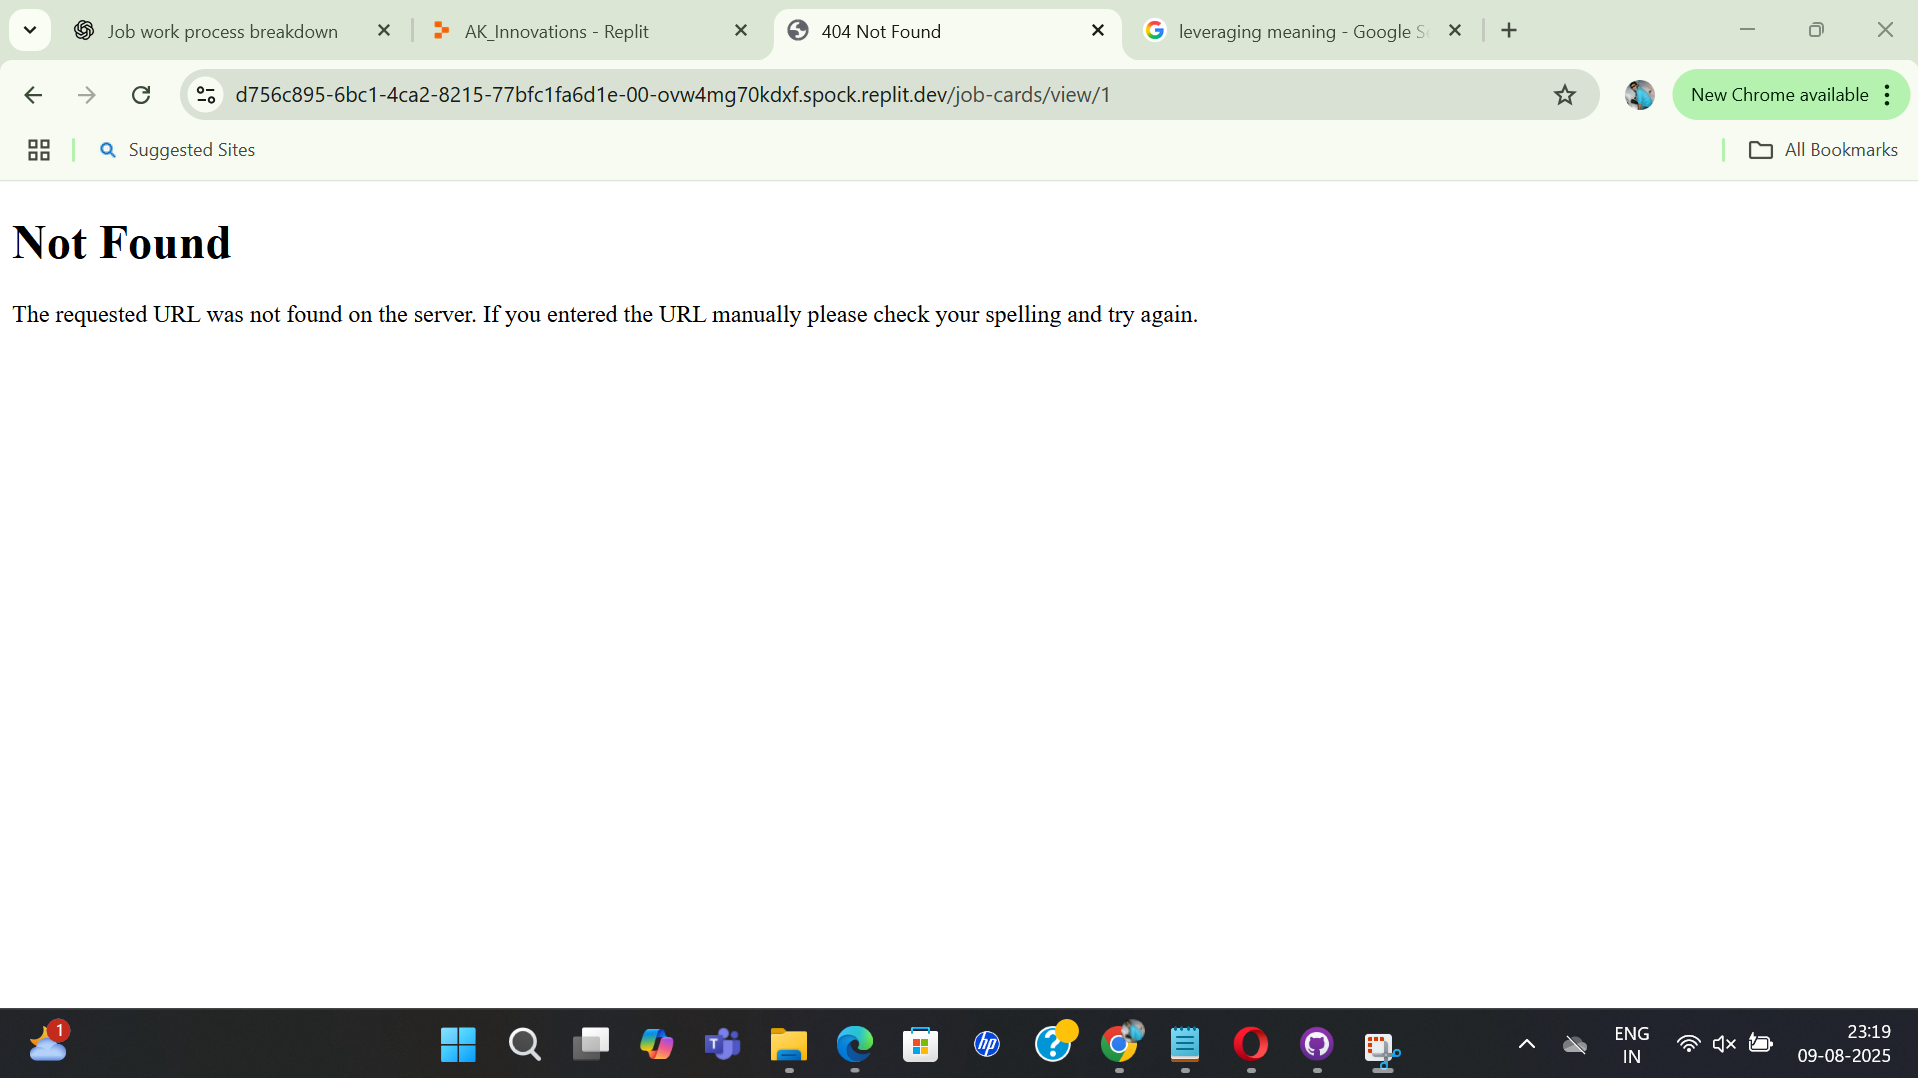 Job work process breakdown
AK_Innovations - Replit
404 Not Found
leveraging meaning - Google S
d756c895-6bc1-4ca2-8215-77bfc1fa6d1e-00-ovw4mg70kdxf.spock.replit.dev/job-cards/view/1
New Chrome available
Suggested Sites
All Bookmarks
Not Found
The requested URL was not found on the server. If you entered the URL manually please check your spelling and try again.
1
T
hp
?
ENG
IN
23:19
09-08-2025